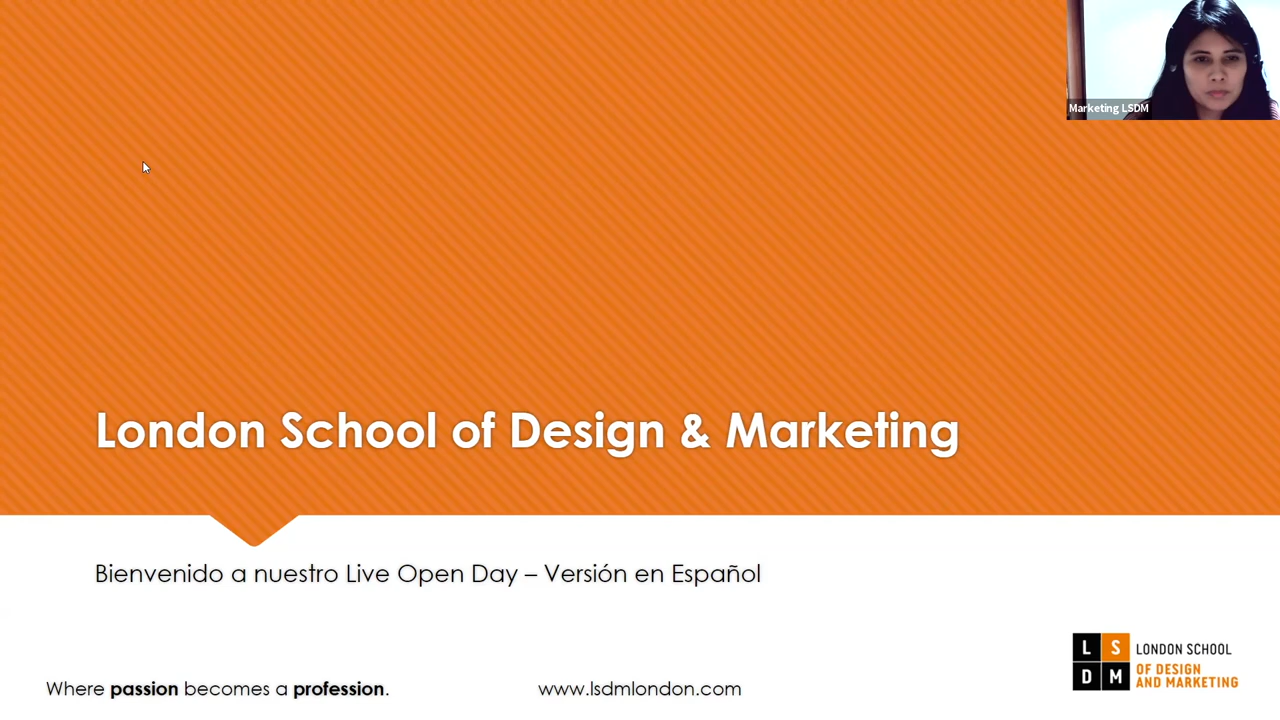 Marketing LSDM
London School of Design & Marketing
Bienvenido a nuestro Live Open Day – Versión en Español
Where passion becomes a profession.
www.lsdmlondon.com
L S
D M
LONDON SCHOOL
OF DESIGN
AND MARKETING